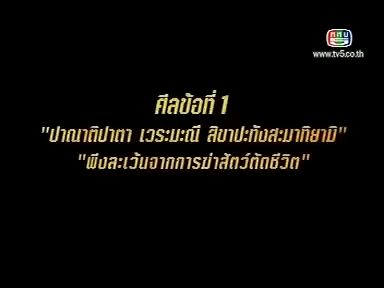 ททบ
www.tv5.co.th
ศีลข้อที่ 1
"ปาณาติปาตา เวระมะณี สิขาปะทังสะมาทิยามิ"
"พึงละเว้นจากการฆ่าสัตว์ตัดชีวิต"